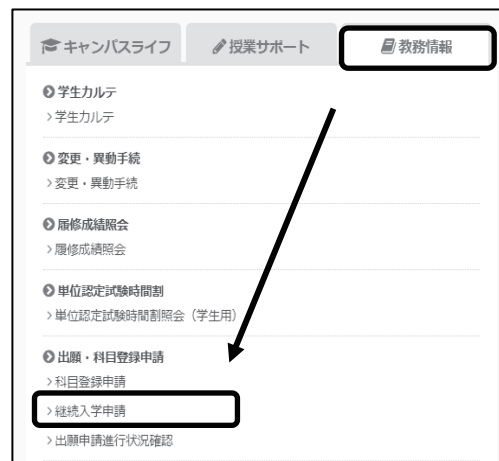 キャンパスライフ 授業サポート 教務情報
学生カルテ
>学生カルテ
変更・異動手続
>変更・異動手続
履修成績照会
>履修成績照会
単位認定試験時間割
>単位認定試験時間割照会（学生用）
出願・科目登録申請
>科目登録申請
>継続入学申請
>出願申請進行状況確認